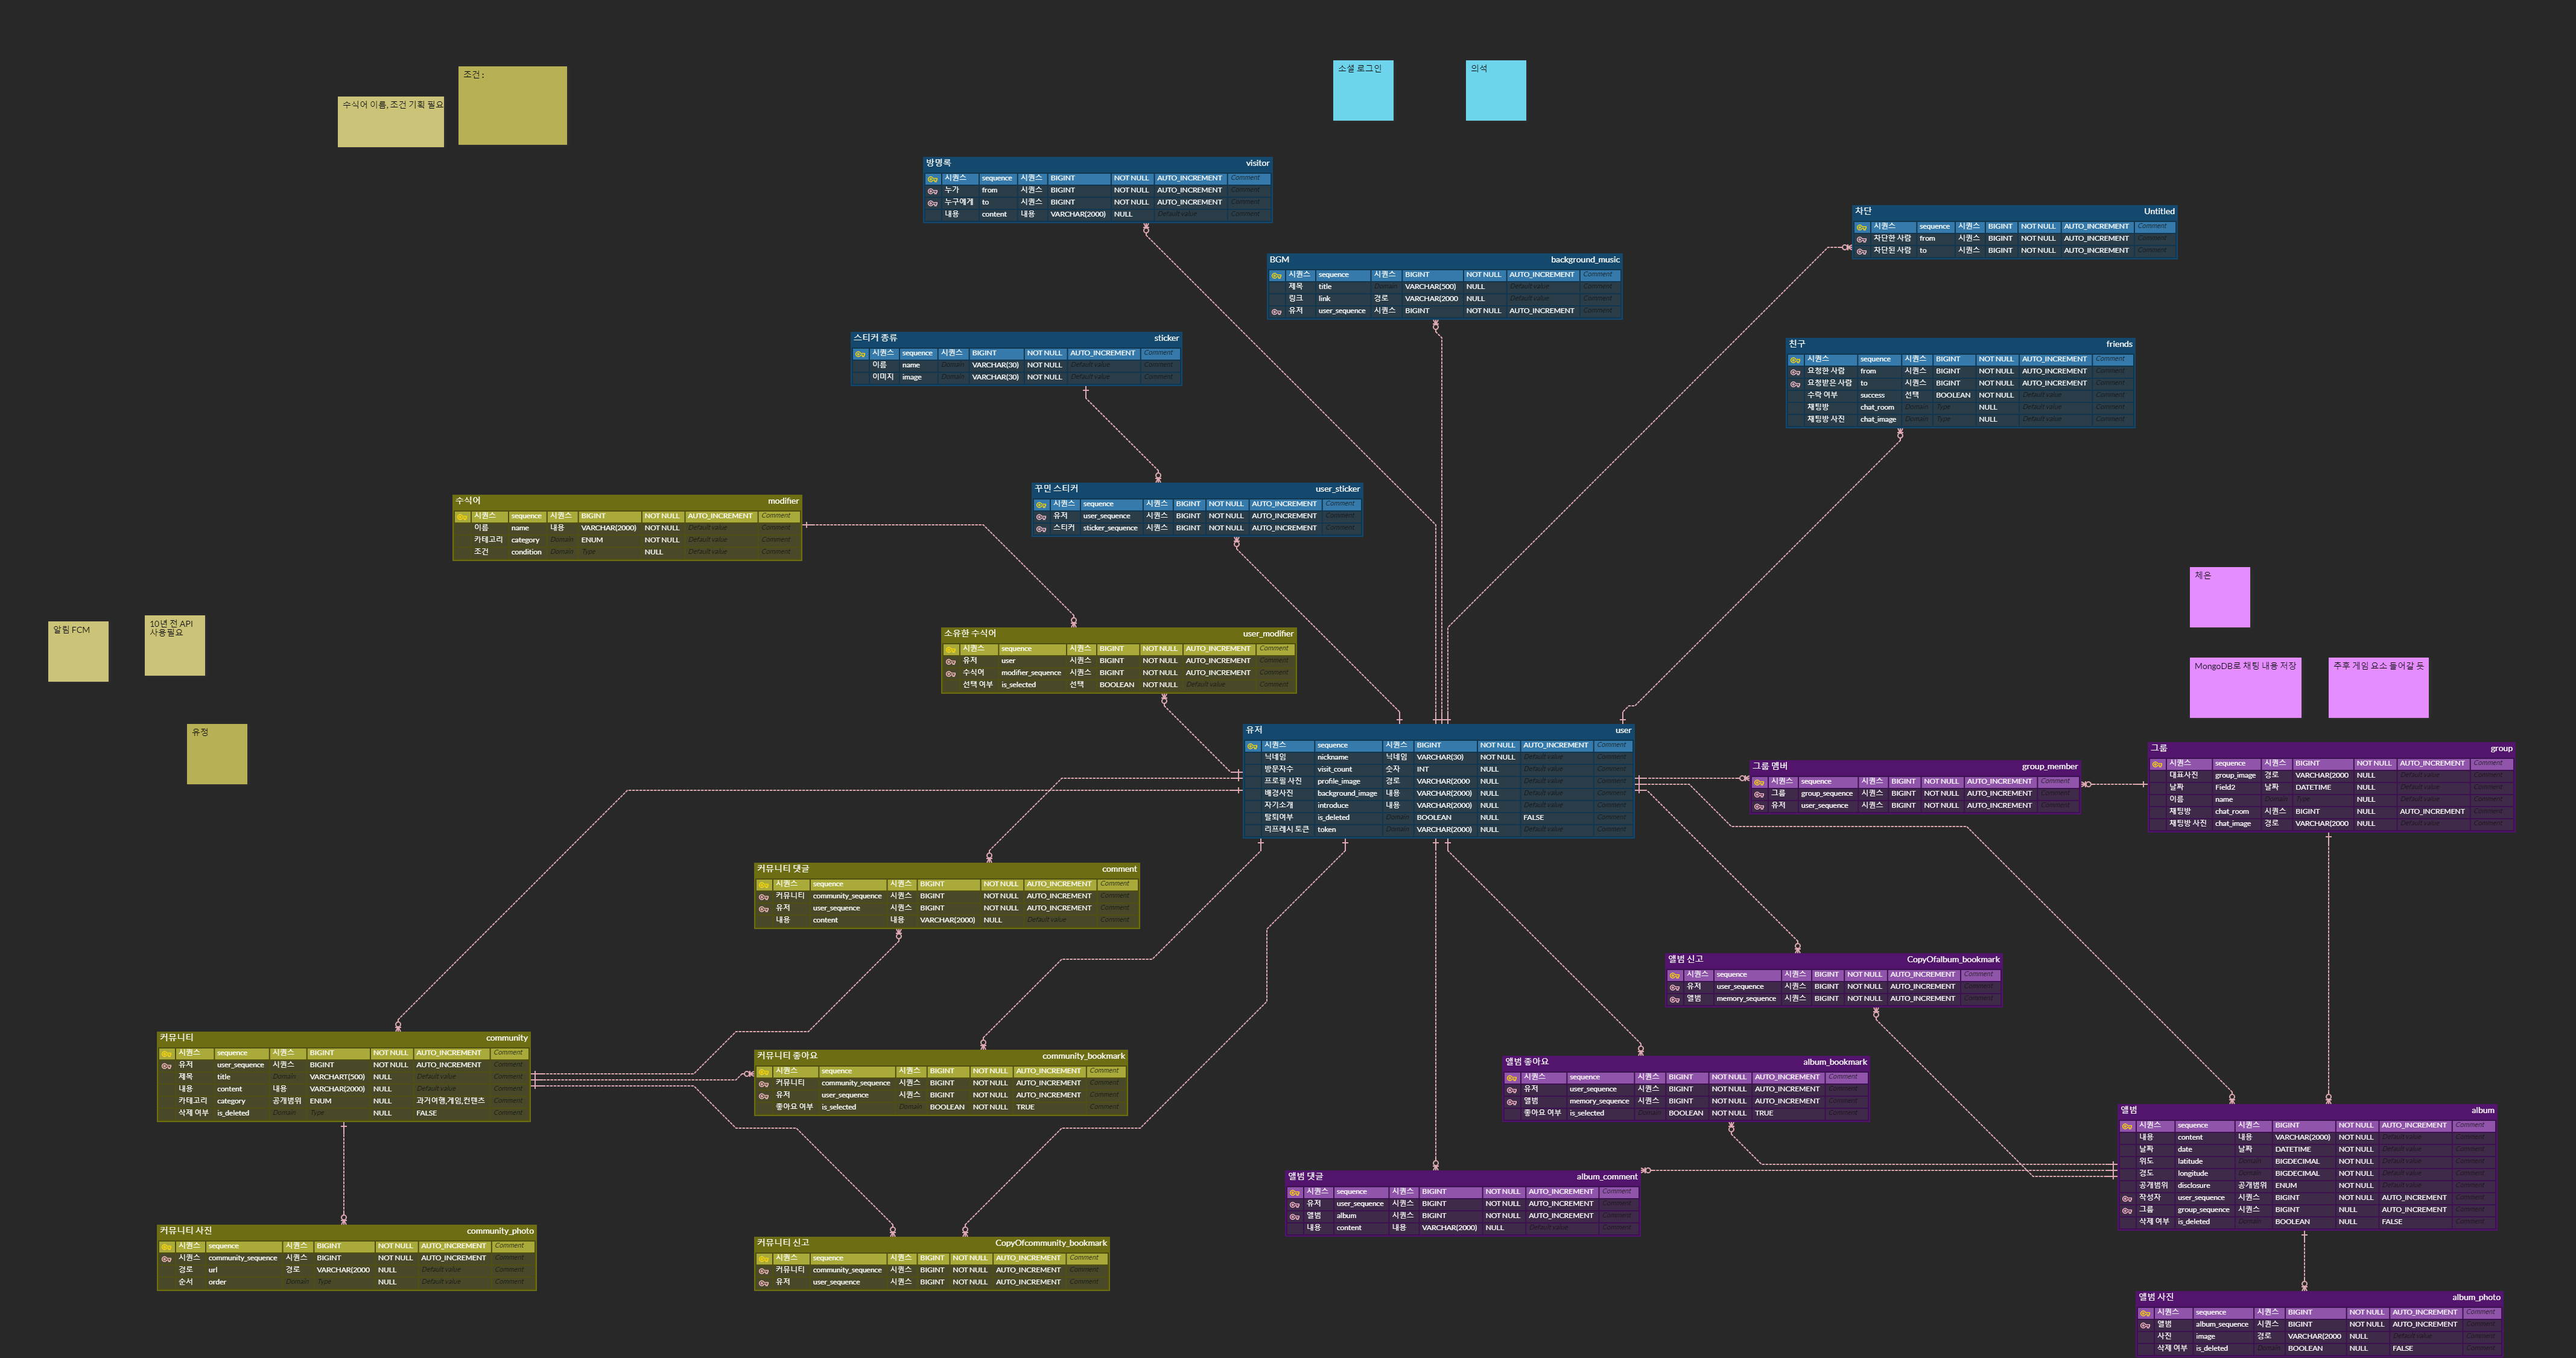 조건 :
수식어 이름, 조건 기획 필요
소셜 로그인
의석
방명록 visitor
시퀀스 sequence 시퀀스 BIGINT NOT NULL AUTO_INCREMENT Comment
누가 from 시퀀스 BIGINT NOT NULL AUTO_INCREMENT
누구에게 to 시퀀스 BIGINT NOT NULL AUTO_INCREMENT
내용 content 내용 VARCHAR(2000) NULL Default value Comment
차단 Untitled
시퀀스 sequence 시퀀스 BIGINT NOT NULL AUTO_INCREMENT Comment
차단한 사람 from 시퀀스 BIGINT NOT NULL AUTO_INCREMENT Comment
차단된 사람 to 시퀀스 BIGINT NOT NULL AUTO_INCREMENT Comment
BGM background_music
시퀀스 sequence 시퀀스 BIGINT NOT NULL AUTO_INCREMENT Comment
제목 title Domain VARCHAR(500) NULL Default value Comment
링크 link 경로 VARCHAR(2000 NULL Default value Comment
유저 user_sequence 시퀀스 BIGINT NOT NULL AUTO_INCREMENT Comment
스티커 종류 sticker
시퀀스 sequence 시퀀스 BIGINT NOT NULL AUTO_INCREMENT Comment
이름 name Domain VARCHAR(30) NOT NULL Default value Comment
이미지 image Domain VARCHAR(30) NOT NULL Default value Comment
친구 friends
시퀀스 sequence 시퀀스 BIGINT NOT NULL AUTO_INCREMENT Comment
요청한 사람 from 시퀀스 BIGINT NOT NULL AUTO_INCREMENT Comment
요청받은 사람 to 시퀀스 BIGINT NOT NULL AUTO_INCREMENT Comment
수락 여부 success 선택 BOOLEAN NOT NULL Default value Comment
채팅방 chat_room Domain Type NULL Default value Comment
채팅방 사진 chat_image Domain Type NULL Default value Comment
꾸민 스티커 user_sticker
시퀀스 sequence 시퀀스 BIGINT NOT NULL AUTO_INCREMENT Comment
유저 user_sequence 시퀀스 BIGINT NOT NULL AUTO_INCREMENT Comment
스티커 sticker_sequence 시퀀스 BIGINT NOT NULL AUTO_INCREMENT Comment
수식어 modifier
시퀀스 sequence 시퀀스 BIGINT NOT NULL AUTO_INCREMENT Comment
이름 name 내용 VARCHAR(2000) NOT NULL Default value Comment
카테고리 category Domain ENUM NOT NULL Default value Comment
조건 condition Domain Type NULL Default value Comment
체은
알림 FCM
10년 전 API
사용필요
소유한 수식어 user_modifier
시퀀스 sequence 시퀀스 BIGINT NOT NULL AUTO_INCREMENT Comment
유저 user 시퀀스 BIGINT NOT NULL AUTO_INCREMENT Comment
수식어 modifier_sequence 시퀀스 BIGINT NOT NULL AUTO_INCREMENT Comment
선택 여부 is_selected 선택 BOOLEAN NOT NULL Default value Comment
MongoDB로 채팅 내용 저장
추후 게임 요소 들어갈 듯
유정
유저 user
시퀀스 sequence 시퀀스 BIGINT NOT NULL AUTO_INCREMENT Comment
닉네임 nickname 닉네임 VARCHAR(30) NOT NULL Default value Comment
방문자수 visit_count 숫자 INT NULL Default value Comment
프로필 사진 profile_image 경로 VARCHAR(2000 NULL Default value Comment
배경사진 background_image 내용 VARCHAR(2000) NULL Default value Comment
자기소개 introduce 내용 VARCHAR(2000) NULL Default value Comment
탈퇴여부 is_deleted Domain BOOLEAN NULL FALSE Comment
리프레시 토큰 token Domain VARCHAR(2000) NULL Default value Comment
그룹 멤버 group_member
시퀀스 sequence 시퀀스 BIGINT NOT NULL AUTO_INCREMENT Comment
그룹 group_sequence 시퀀스 BIGINT NOT NULL AUTO_INCREMENT Comment
유저 user_sequence 시퀀스 BIGINT NOT NULL AUTO_INCREMENT Comment
그룹 group
시퀀스 sequence 시퀀스 BIGINT NOT NULL AUTO_INCREMENT Comment
대표사진 group_image 경로 VARCHAR(2000 NULL Default value Comment
날짜 Field2 날짜 DATETIME NULL Default value Comment
이름 name Domain Type NULL Default value Comment
채팅방 chat_room 시퀀스 BIGINT NULL AUTO_INCREMENT Comment
채팅방 사진 chat_image 경로 VARCHAR(2000 NULL Default value Comment
커뮤니티 댓글 comment
시퀀스 sequence 시퀀스 BIGINT NOT NULL AUTO_INCREMENT Comment
커뮤니티 community_sequence 시퀀스 BIGINT NOT NULL AUTO_INCREMENT Comment
유저 user_sequence 시퀀스 BIGINT NOT NULL AUTO_INCREMENT Comment
내용 content 내용 VARCHAR(2000) NULL Default value Comment
앨범 신고 CopyOfalbum_bookmark
시퀀스 sequence 시퀀스 BIGINT NOT NULL AUTO_INCREMENT Comment
유저 user_sequence 시퀀스 BIGINT NOT NULL AUTO_INCREMENT Comment
앨범 memory_sequence 시퀀스 BIGINT NOT NULL AUTO_INCREMENT Comment
커뮤니티 community
시퀀스 sequence 시퀀스 BIGINT NOT NULL AUTO_INCREMENT Comment
유저 user_sequence 시퀀스 BIGINT NOT NULL AUTO_INCREMENT Comment
제목 title Domain VARCHART(500) NULL Default value Comment
내용 content 내용 VARCHAR(2000) NULL Default value Comment
카테고리 category 공개범위 ENUM NULL 과거여행,게임,컨텐츠 Comment
삭제 여부 is_deleted Domain Type NULL FALSE Comment
커뮤니티 좋아요 community_bookmark
시퀀스 sequence 시퀀스 BIGINT NOT NULL AUTO_INCREMENT Comment
커뮤니티 community_sequence 시퀀스 BIGINT NOT NULL AUTO_INCREMENT Comment
유저 user_sequence 시퀀스 BIGINT NOT NULL AUTO_INCREMENT Comment
좋아요 여부 is_selected Domain BOOLEAN NOT NULL TRUE Comment
앨범 좋아요 album_bookmark
시퀀스 sequence 시퀀스 BIGINT NOT NULL AUTO_INCREMENT Comment
유저 user_sequence 시퀀스 BIGINT NOT NULL AUTO_INCREMENT Comment
앨범 memory_sequence 시퀀스 BIGINT NOT NULL AUTO_INCREMENT Comment
좋아요 여부 is_selected Domain BOOLEAN NOT NULL TRUE Comment
앨범 album
시퀀스 sequence 시퀀스 BIGINT NOT NULL AUTO_INCREMENT Comment
내용 content 내용 VARCHAR(2000) NOT NULL Default value Comment
날짜 date 날짜 DATETIME NOT NULL Default value Comment
위도 latitude Domain BIGDECIMAL NOT NULL Default value Comment
경도 longitude Domain BIGDECIMAL NOT NULL Default value Comment
공개범위 disclosure 공개범위 ENUM NOT NULL Default value Comment
작성자 user_sequence 시퀀스 BIGINT NOT NULL AUTO_INCREMENT Comment
그룹 group_sequence 시퀀스 BIGINT NULL AUTO_INCREMENT Comment
삭제 여부 is_deleted Domain BOOLEAN NULL FALSE Comment
앨범 댓글 album_comment
시퀀스 sequence 시퀀스 BIGINT NOT NULL AUTO_INCREMENT Comment
유저 user_sequence 시퀀스 BIGINT NOT NULL AUTO_INCREMENT Comment
앨범 album 시퀀스 BIGINT NOT NULL AUTO_INCREMENT Comment
내용 content 내용 VARCHAR(2000) NULL Default value Comment
커뮤니티 사진 community_photo
시퀀스 sequence 시퀀스 BIGINT NOT NULL AUTO_INCREMENT Comment
시퀀스 community_sequence 시퀀스 BIGINT NOT NULL AUTO_INCREMENT Comment
경로 url 경로 VARCHAR(2000 NULL Default value Comment
순서 order Domain Type NULL Default value Comment
커뮤니티 신고 CopyOfcommunity_bookmark
시퀀스 sequence 시퀀스 BIGINT NOT NULL AUTO_INCREMENT Comment
커뮤니티 community_sequence 시퀀스 BIGINT NOT NULL AUTO_INCREMENT Comment
유저 user_sequence 시퀀스 BIGINT NOT NULL AUTO_INCREMENT Comment
앨범 사진 album_photo
시퀀스 sequence 시퀀스 BIGINT NOT NULL AUTO_INCREMENT Comment
앨범 album_sequence 시퀀스 BIGINT NOT NULL AUTO_INCREMENT Comment
사진 image 경로 VARCHAR(2000 NULL Default value Comment
삭제 여부 is_deleted Domain BOOLEAN NULL FALSE Comment